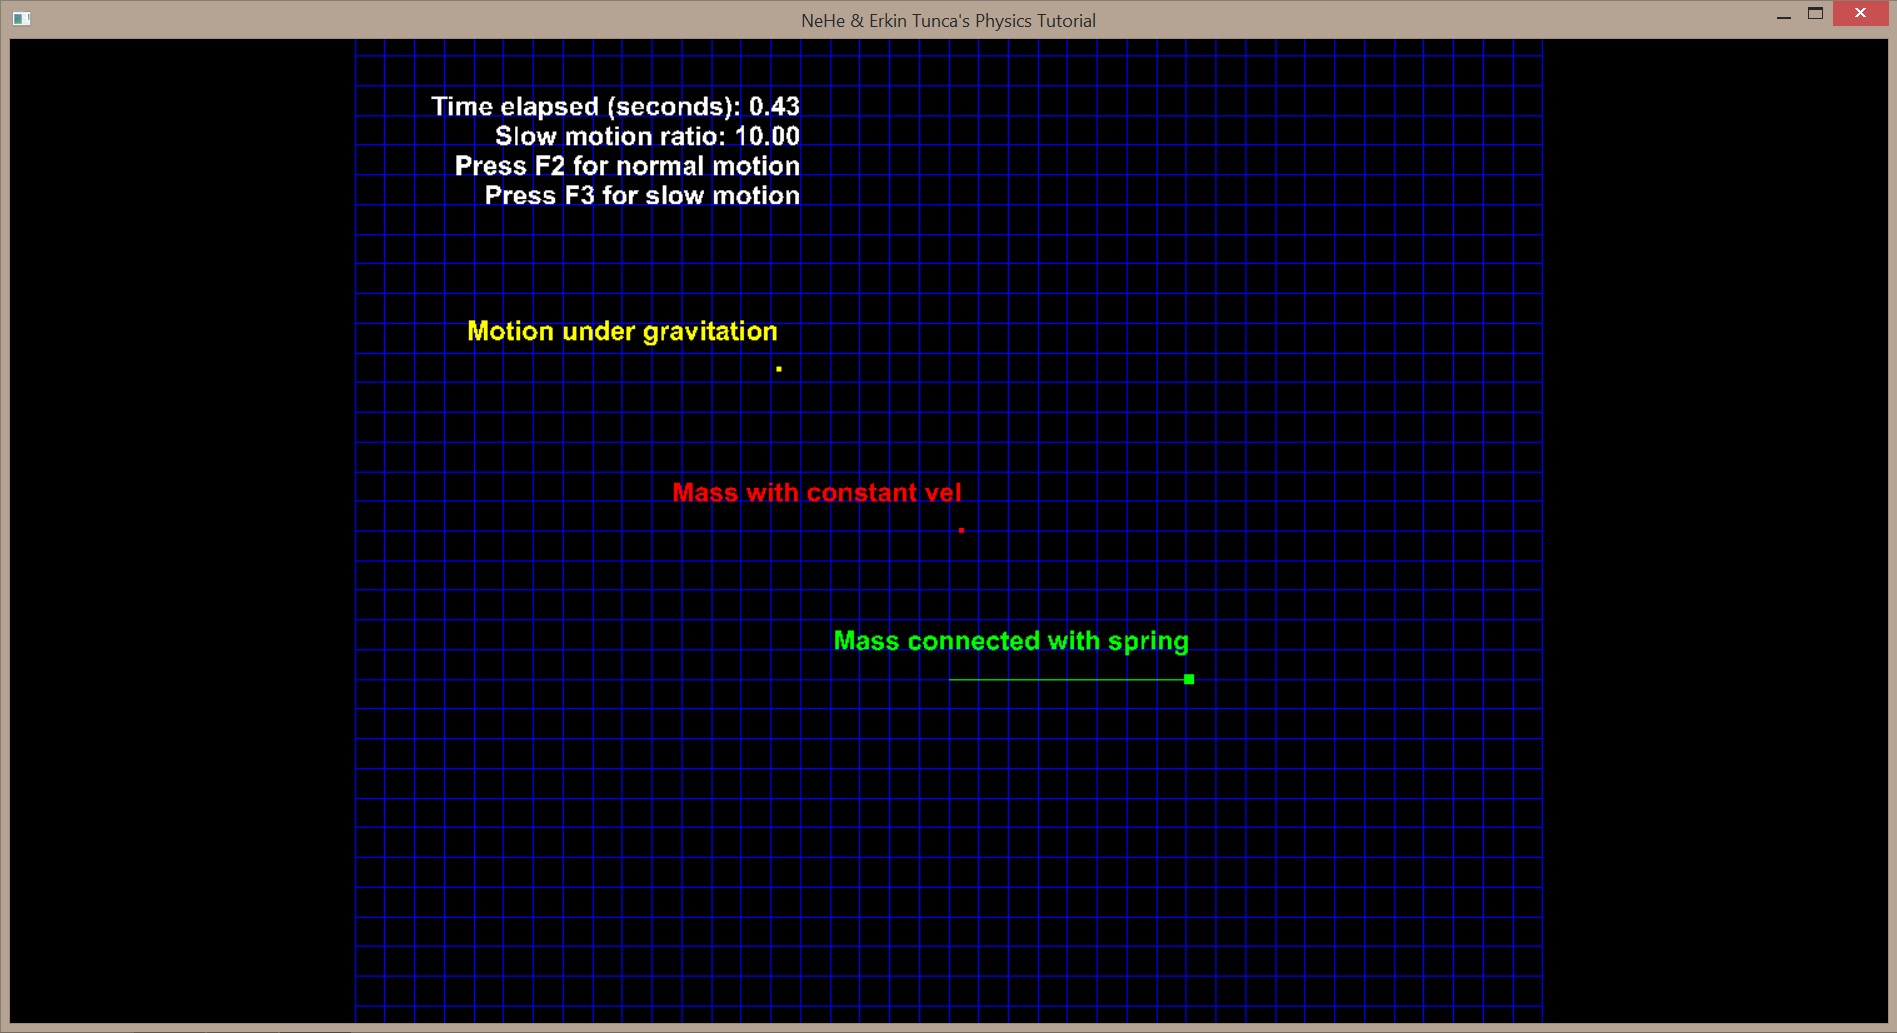 NeHe & Erkin Tunca's Physics Tutorial
Time elapsed (seconds): 0.43
Slow motion ratio: 10.00
Press F2 for normal motion
Press F3 for slow motion
Motion under gravitation
Mass with constant vel
Mass connected with spring